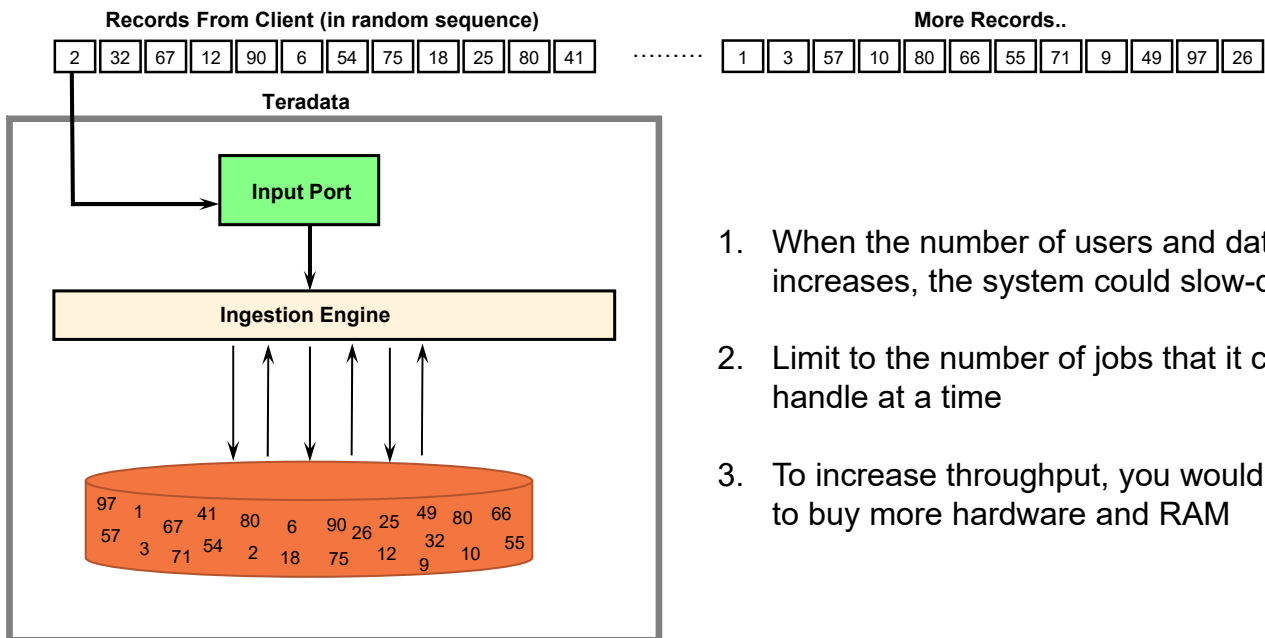 Records From Client (in random sequence)
More Records..
2 32 67 12 90 6 54 75 18 25 80 41 ......... 1 3 57 10 80 66 55 71 9 49 97 26
Teradata
Input Port
Ingestion Engine
1. When the number of users and dat
increases, the system could slow-
2. Limit to the number of jobs that it c
handle at a time
3. To increase throughput, you would
to buy more hardware and RAM
97 1 67 41 80 6 90 26 25 49 80 66
57 3 71 54 2 18 75 12 32 9 10 55